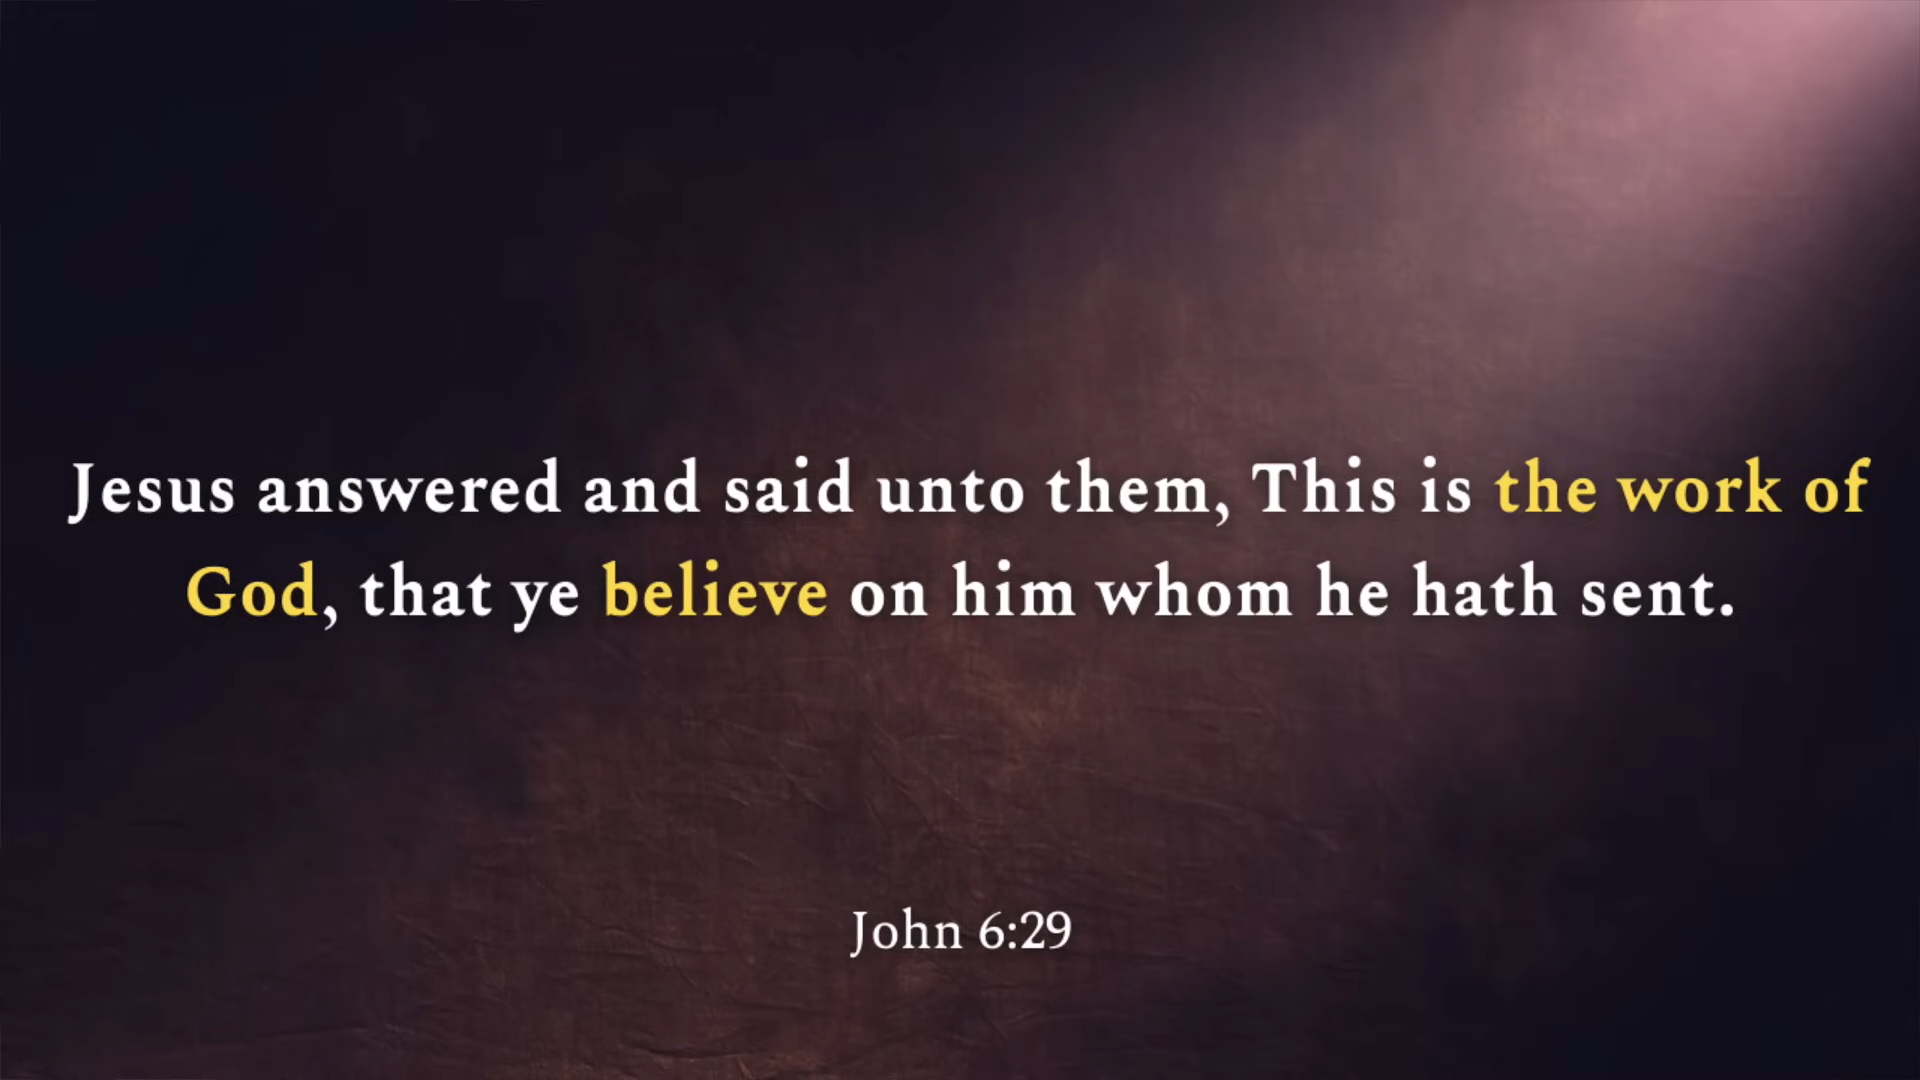 Jesus answered and said unto them, This is the work of
God, that ye believe on him whom he hath sent.
John 6:29